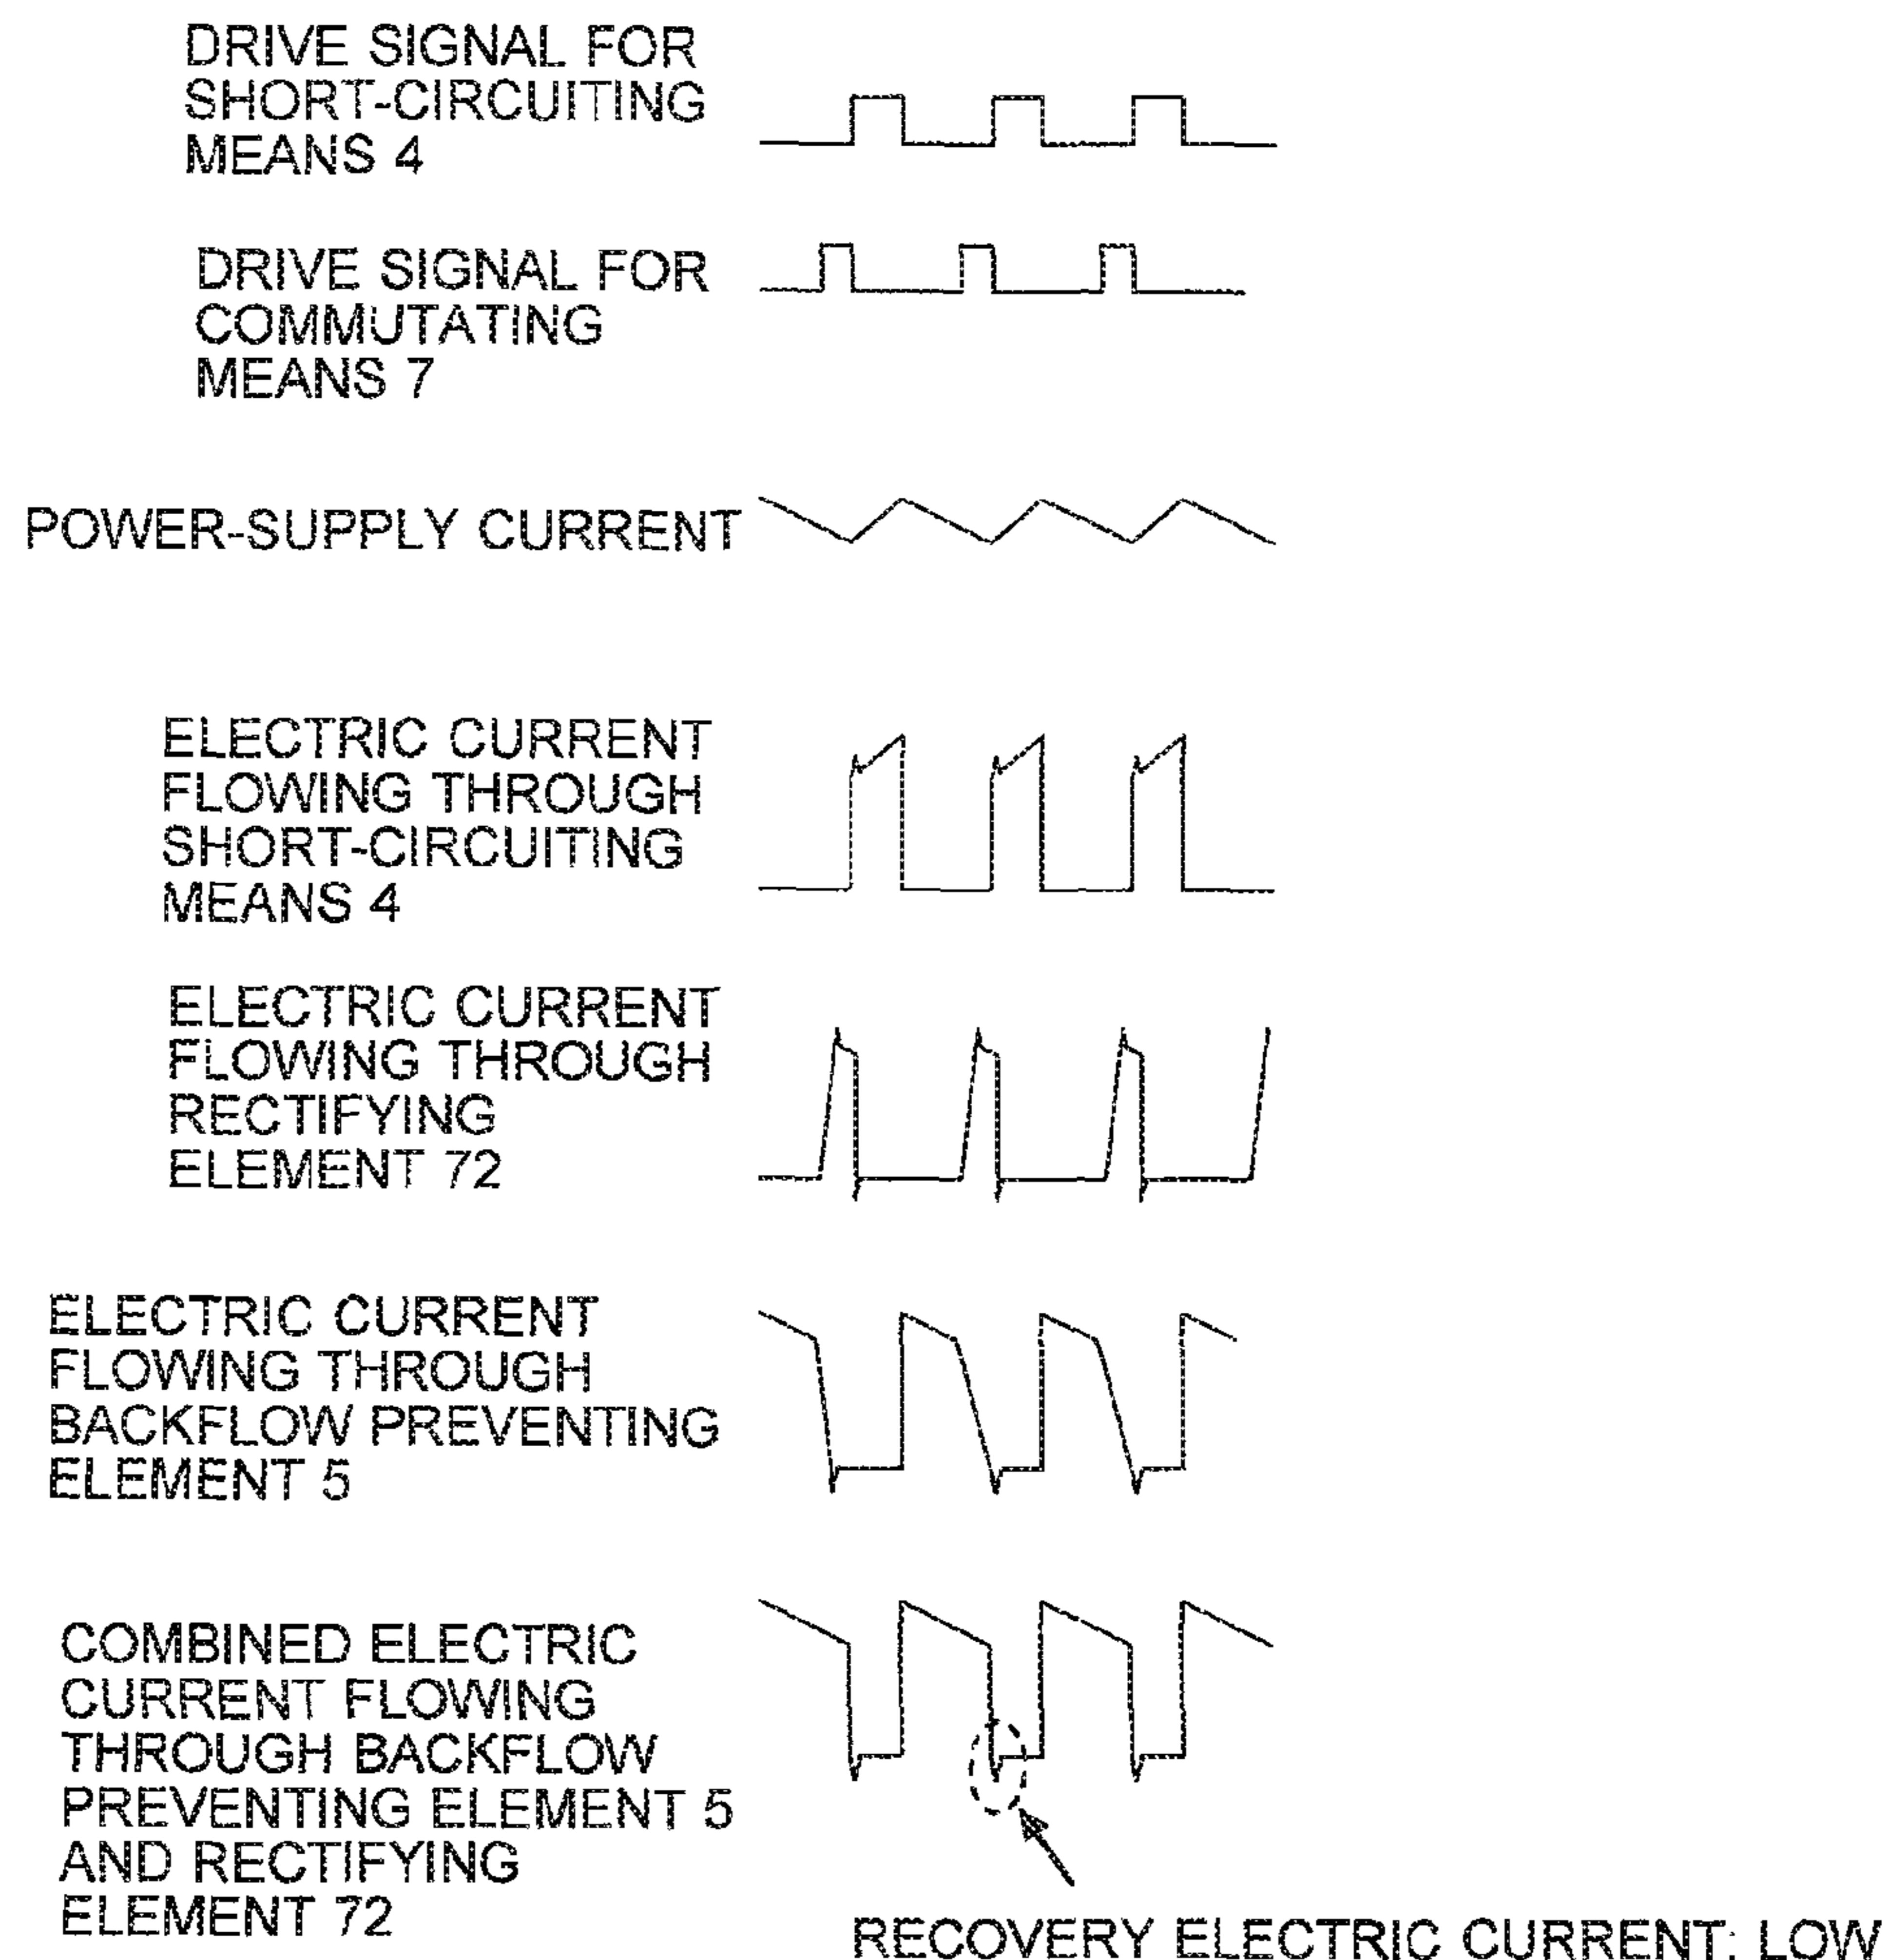 DRIVE SIGNAL FOR
SHORT-CIRCUITING
MEANS 4
DRIVE SIGNAL FOR
COMMUTATING
MEANS 7
POWER-SUPPLY CURRENT
ELECTRIC CURRENT
FLOWING THROUGH
SHORT-CIRCUITING
MEANS 4
ELECTRIC CURRENT
FLOWING THROUGH
RECTIFYING
ELEMENT 72
ELECTRIC CURRENT
FLOWING THROUGH
BACKFLOW PREVENTING
ELEMENT 5
COMBINED ELECTRIC
CURRENT FLOWING
THROUGH BACKFLOW
PREVENTING ELEMENT 5
AND RECTIFYING
ELEMENT 72
RECOVERY ELECTRIC CURRENT: LOW